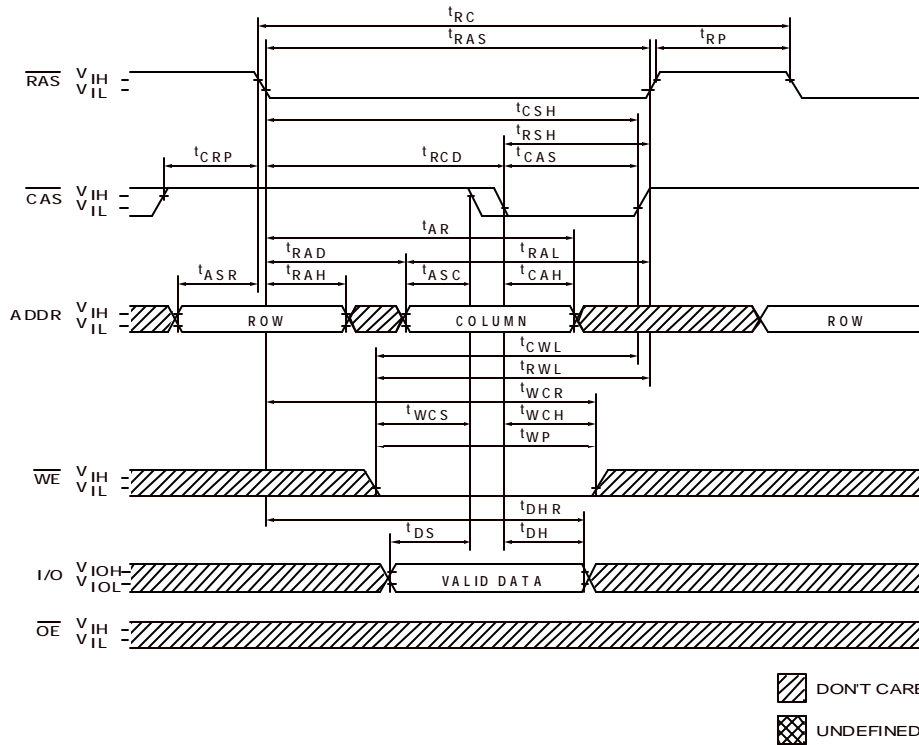 tRC
tRAS tRP
RAS VIH
VIL
tCSH
tRSH
tCRP tRCD tCAS
CAS VIH
VIL
tAR
tRAD tRAL
tASR tRAH tASC tCAH
ADDR VIH
VIL
ROW COLUMN ROW
tCWL
tRWL
tWCR
tWCS tWCH
tWP
WE VIH
VIL
tDHR
tDS tDH
I/O VIOH
VIOL
VALID DATA
OE VIH
VIL
DON'T CARE
UNDEFINED